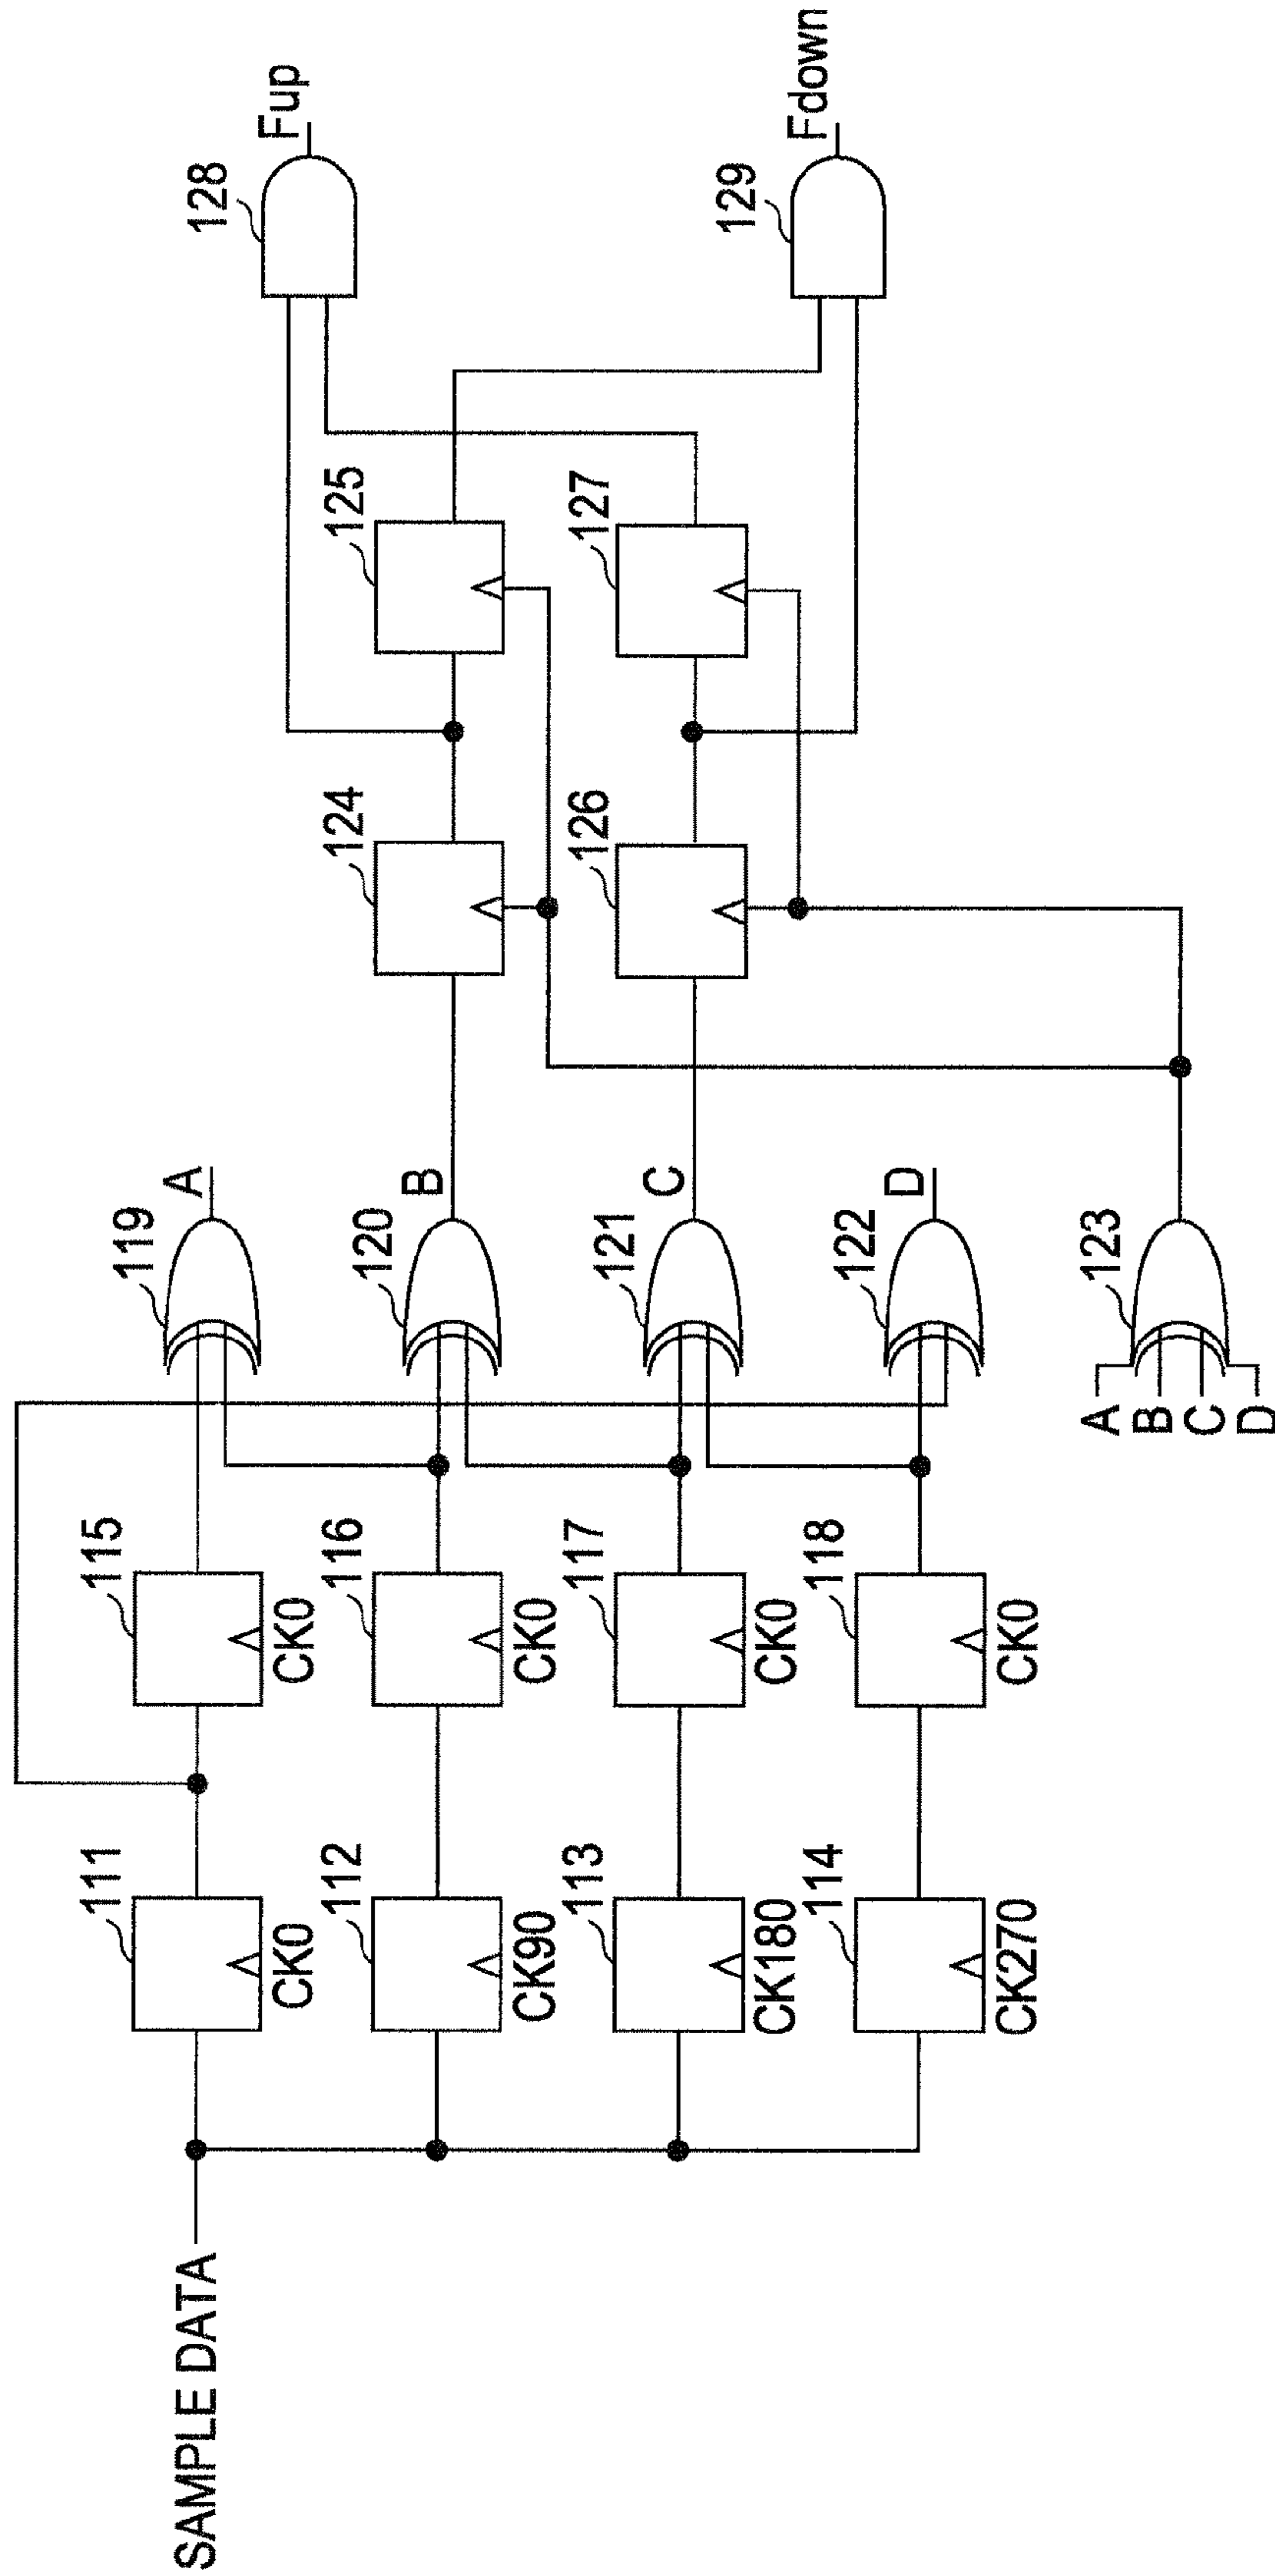 SAMPLE DATA
111
CK0
112
CK90
113
CK180
114
CK270
115
CK0
116
CK0
117
CK0
118
CK0
119
A
120
B
121
C
122
D
123
A
B
C
D
124
125
126
127
128
Fup
129
Fdown